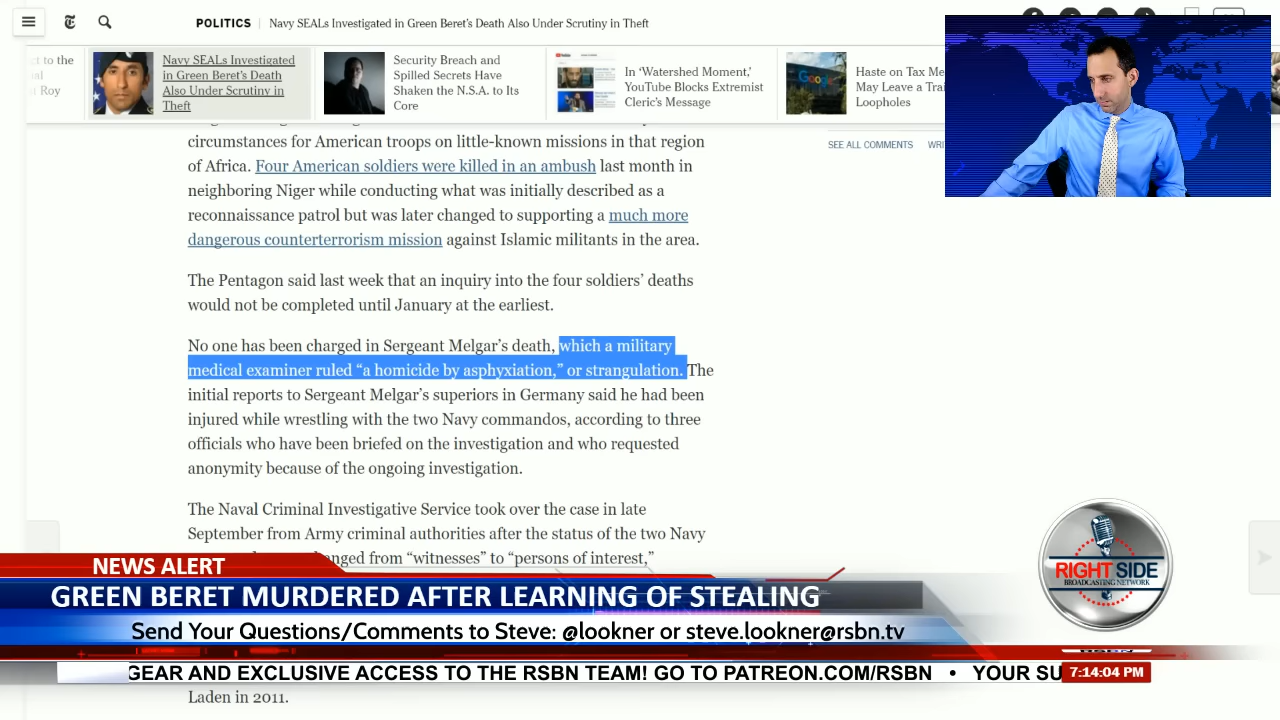 POLITICS
Navy SEALs Investigated in Green Beret's Death Also Under Scrutiny in Theft
to the
Roy
Navy SEALs Investigated
in Green Beret's Death
Also Under Scrutiny in
Theft
Security Breach and
Spilled Secrets Have
Shaken the N.S.A. to Its
Core
In ‘Watershed Moment,’
YouTube Blocks Extremist
Cleric's Message
Google
Haste on Tax
May Leave a
Loopholes
circumstances for American troops on little-known missions in that region
of Africa. Four American soldiers were killed in an ambush last month in
neighboring Niger while conducting what was initially described as a
reconnaissance patrol but was later changed to supporting a much more
dangerous counterterrorism mission against Islamic militants in the area.
SEE ALL COMMENTS
The Pentagon said last week that an inquiry into the four soldiers’ deaths
would not be completed until January at the earliest.
No one has been charged in Sergeant Melgar’s death, which a military
medical examiner ruled “a homicide by asphyxiation,” or strangulation. The
initial reports to Sergeant Melgar’s superiors in Germany said he had been
injured while wrestling with the two Navy commandos, according to three
officials who have been briefed on the investigation and who requested
anonymity because of the ongoing investigation.
The Naval Criminal Investigative Service took over the case in late
September from Army criminal authorities after the status of the two Navy
from “witnesses” to “persons of interest,”
NEWS ALERT
GREEN BERET MURDERED AFTER LEARNING OF STEALING
Send Your Questions/Comments to Steve: @lookner or steve.lookner@rsbn.tv
RIGHT SIDE
BROADCASTING NETWORK
GEAR AND EXCLUSIVE ACCESS TO THE RSBN TEAM! GO TO PATREON.COM/RSBN • YOUR
7:14:04 PM
Laden in 2011.